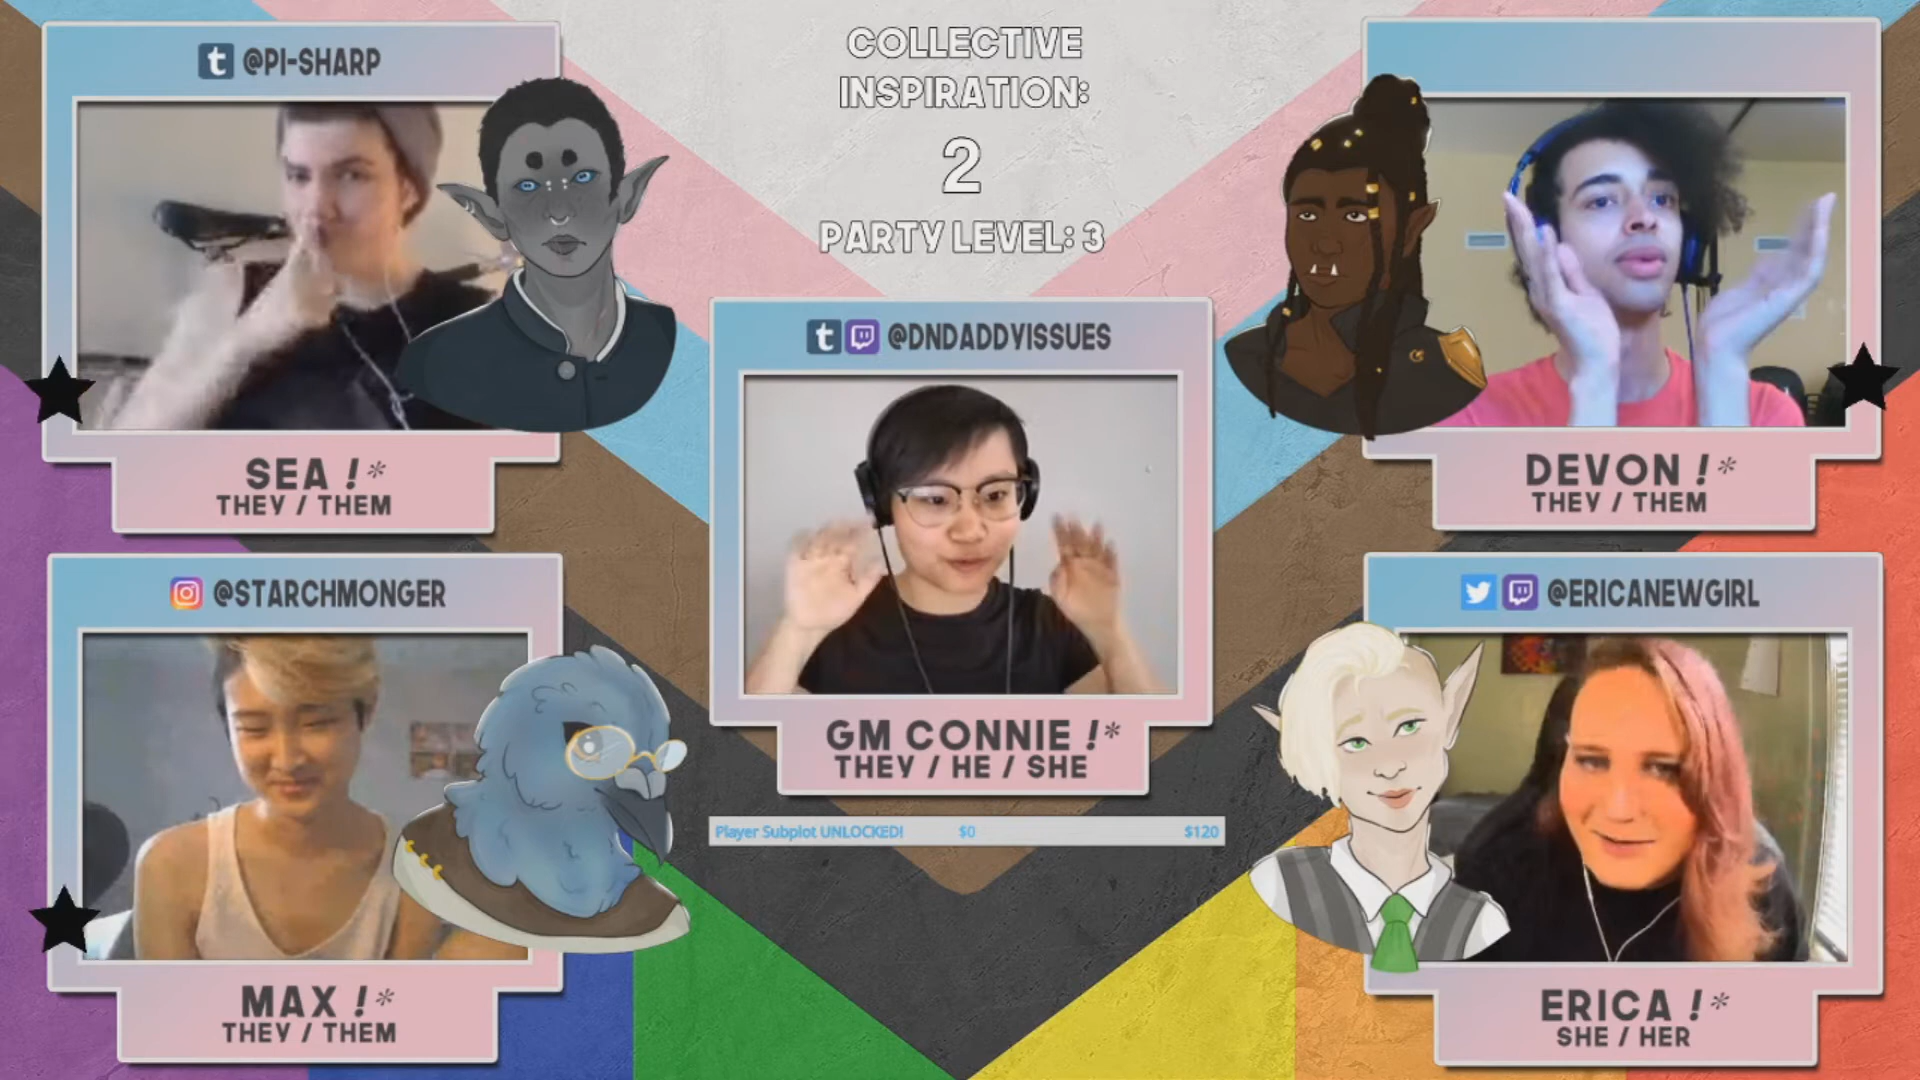 @PI-SHARP
COLLECTIVE
INSPIRATION:
2
PARTY LEVEL: 3
SEA !*
THEY / THEM
@DNDADDYISSUES
DEVON !*
THEY / THEM
@STARCHMONGER
GM CONNIE !*
THEY / HE / SHE
@ERICANEWGIRL
Player Subplot UNLOCKED! $0 $120
MAX !*
THEY / THEM
ERICA !*
SHE / HER